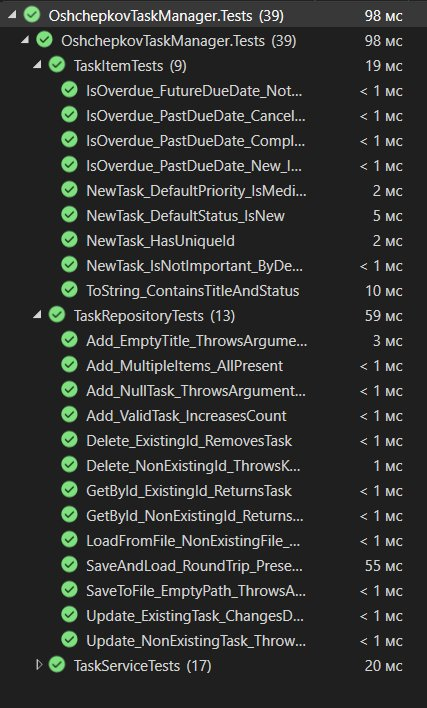 OshchepkovTaskManager.Tests (39) 98 мс
OshchepkovTaskManager.Tests (39) 98 мс
TaskItemTests (9) 19 мс
IsOverdue_FutureDueDate_Not... < 1 мс
IsOverdue_PastDueDate_Cancel... < 1 мс
IsOverdue_PastDueDate_Compl... < 1 мс
IsOverdue_PastDueDate_New_I... < 1 мс
NewTask_DefaultPriority_IsMedi... 2 мс
NewTask_DefaultStatus_IsNew 5 мс
NewTask_HasUniqueId 2 мс
NewTask_IsNotImportant_ByDe... < 1 мс
ToString_ContainsTitleAndStatus 10 мс
TaskRepositoryTests (13) 59 мс
Add_EmptyTitle_ThrowsArgume... 3 мс
Add_MultipleItems_AllPresent < 1 мс
Add_NullTask_ThrowsArgument... < 1 мс
Add_ValidTask_IncreasesCount < 1 мс
Delete_ExistingId_RemovesTask < 1 мс
Delete_NonExistingId_ThrowsK... 1 мс
GetById_ExistingId_ReturnsTask < 1 мс
GetById_NonExistingId_Returns... < 1 мс
LoadFromFile_NonExistingFile_... < 1 мс
SaveAndLoad_RoundTrip_Prese... 55 мс
SaveToFile_EmptyPath_ThrowsA... < 1 мс
Update_ExistingTask_ChangesD... < 1 мс
Update_NonExistingTask_Throw... < 1 мс
TaskServiceTests (17) 20 мс